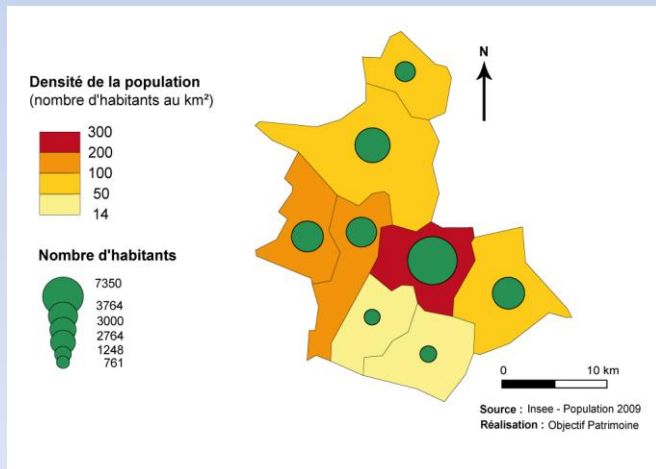 Densité de la population
(nombre d'habitants au km²)
300
200
100
50
14
Nombre d'habitants
7350
3764
3000
2764
1248
761
N
0 10 km
Source : Insee - Population 2009
Réalisation : Objectif Patrimoine